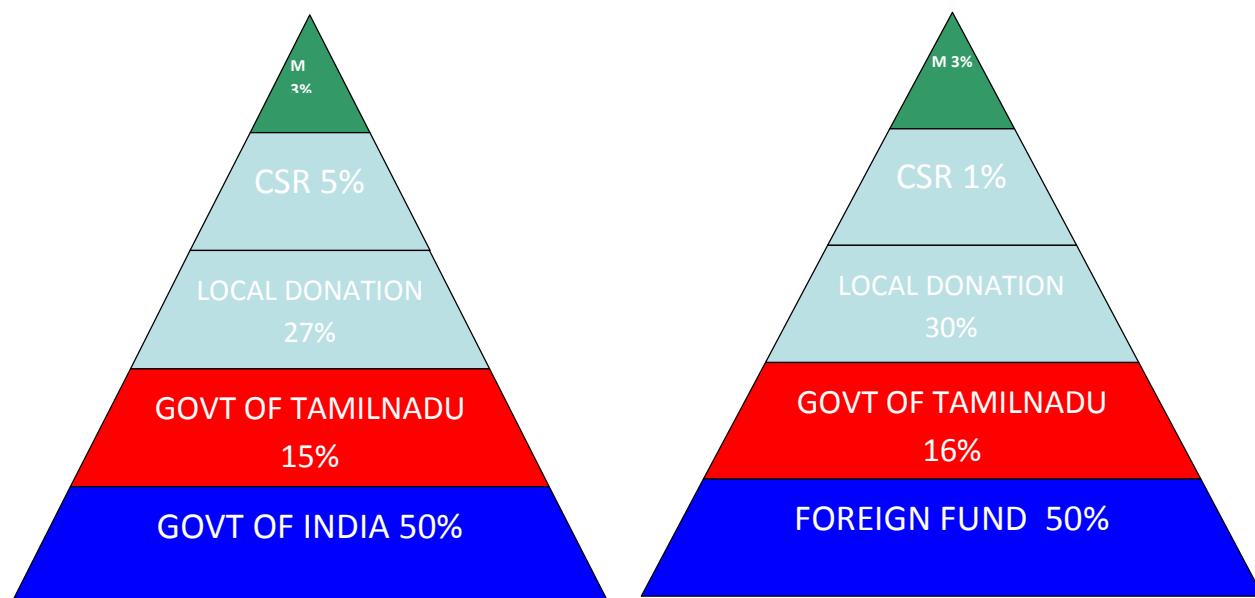 M
3%
CSR 5%
LOCAL DONATION
27%
GOVT OF TAMILNADU
15%
GOVT OF INDIA 50%
M 3%
CSR 1%
LOCAL DONATION
30%
GOVT OF TAMILNADU
16%
FOREIGN FUND 50%